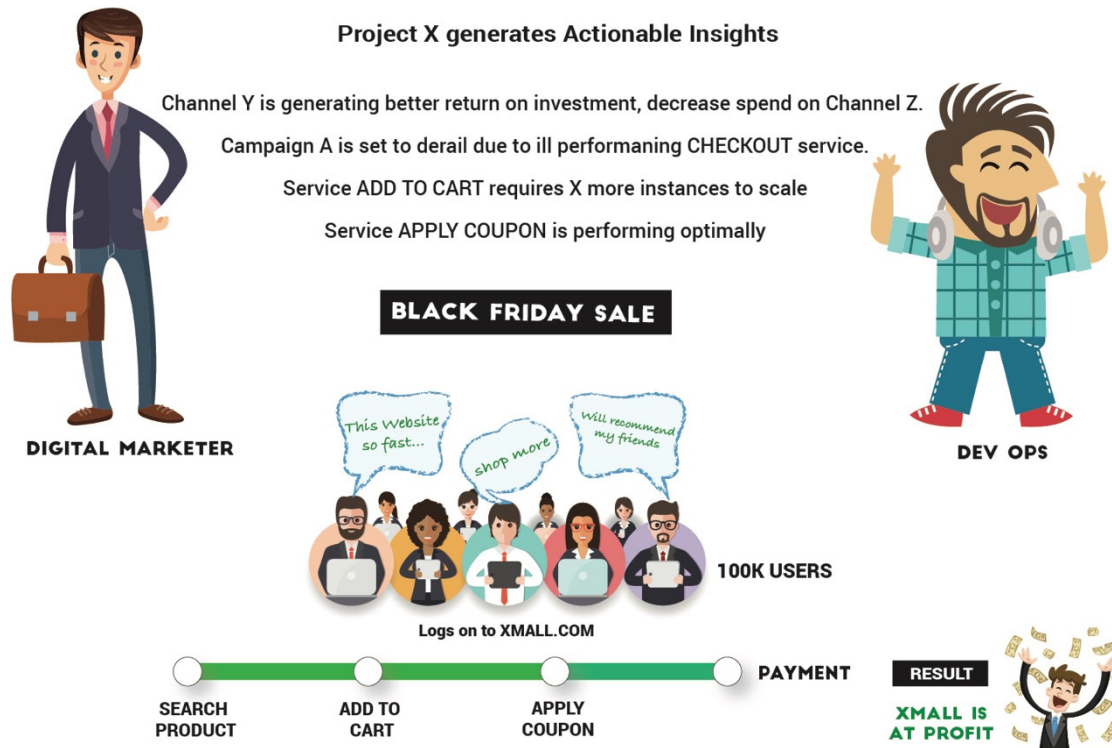 Project X generates Actionable Insights
Channel Y is generating better return on investment, decrease spend on Channel Z.
Campaign A is set to derail due to ill performaning CHECKOUT service.
Service ADD TO CART requires X more instances to scale
Service APPLY COUPON is performing optimally
BLACK FRIDAY SALE
DIGITAL MARKETER
DEV OPS
This Website
so fast...
shop more
Will recommend
my friends
100K USERS
Logs on to XMALL.COM
SEARCH
PRODUCT
ADD TO
CART
APPLY
COUPON
PAYMENT
RESULT
XMALL IS
AT PROFIT